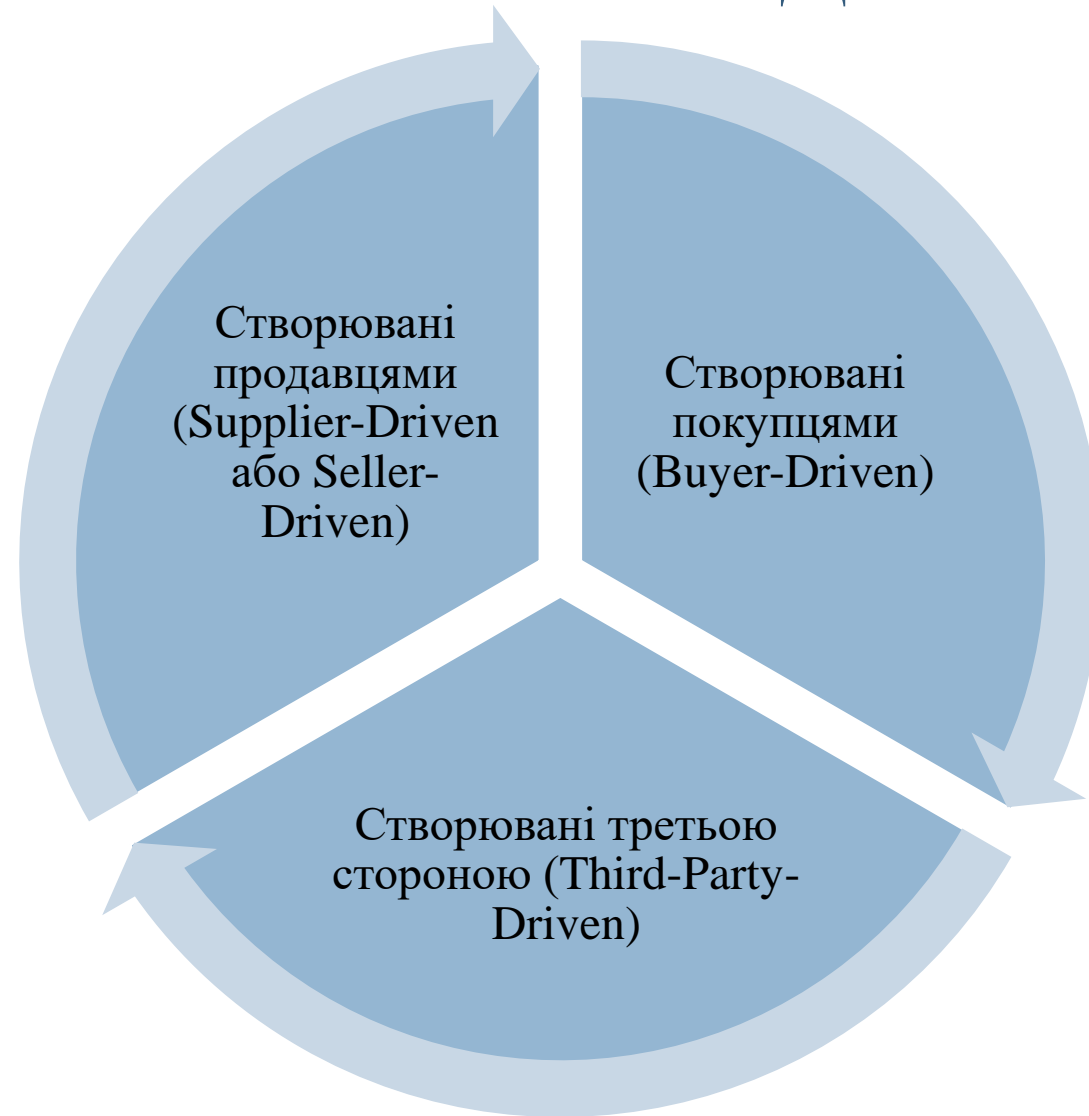 Створювані
продавцями
(Supplier-Driven
або Seller-
Driven)
Створювані
покупцями
(Buyer-Driven)
Створювані третьою
стороною (Third-Party-
Driven)